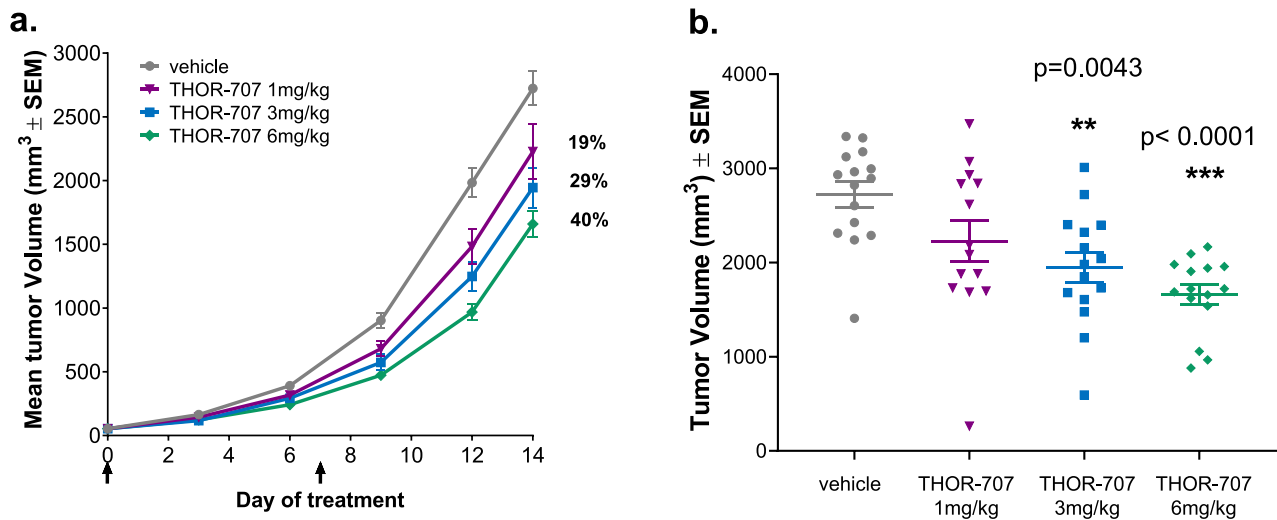 a.
Mean tumor Volume (mm³ ± SEM)
3000
2500
2000
1500
1000
500
0
vehicle
THOR-707 1mg/kg
THOR-707 3mg/kg
THOR-707 6mg/kg
19%
29%
40%
0 2 4 6 8 10 12 14
Day of treatment
b.
Tumor Volume (mm³) ± SEM
4000
3000
2000
1000
0
p=0.0043
**
p< 0.0001
***
vehicle
THOR-707
1mg/kg
THOR-707
3mg/kg
THOR-707
6mg/kg